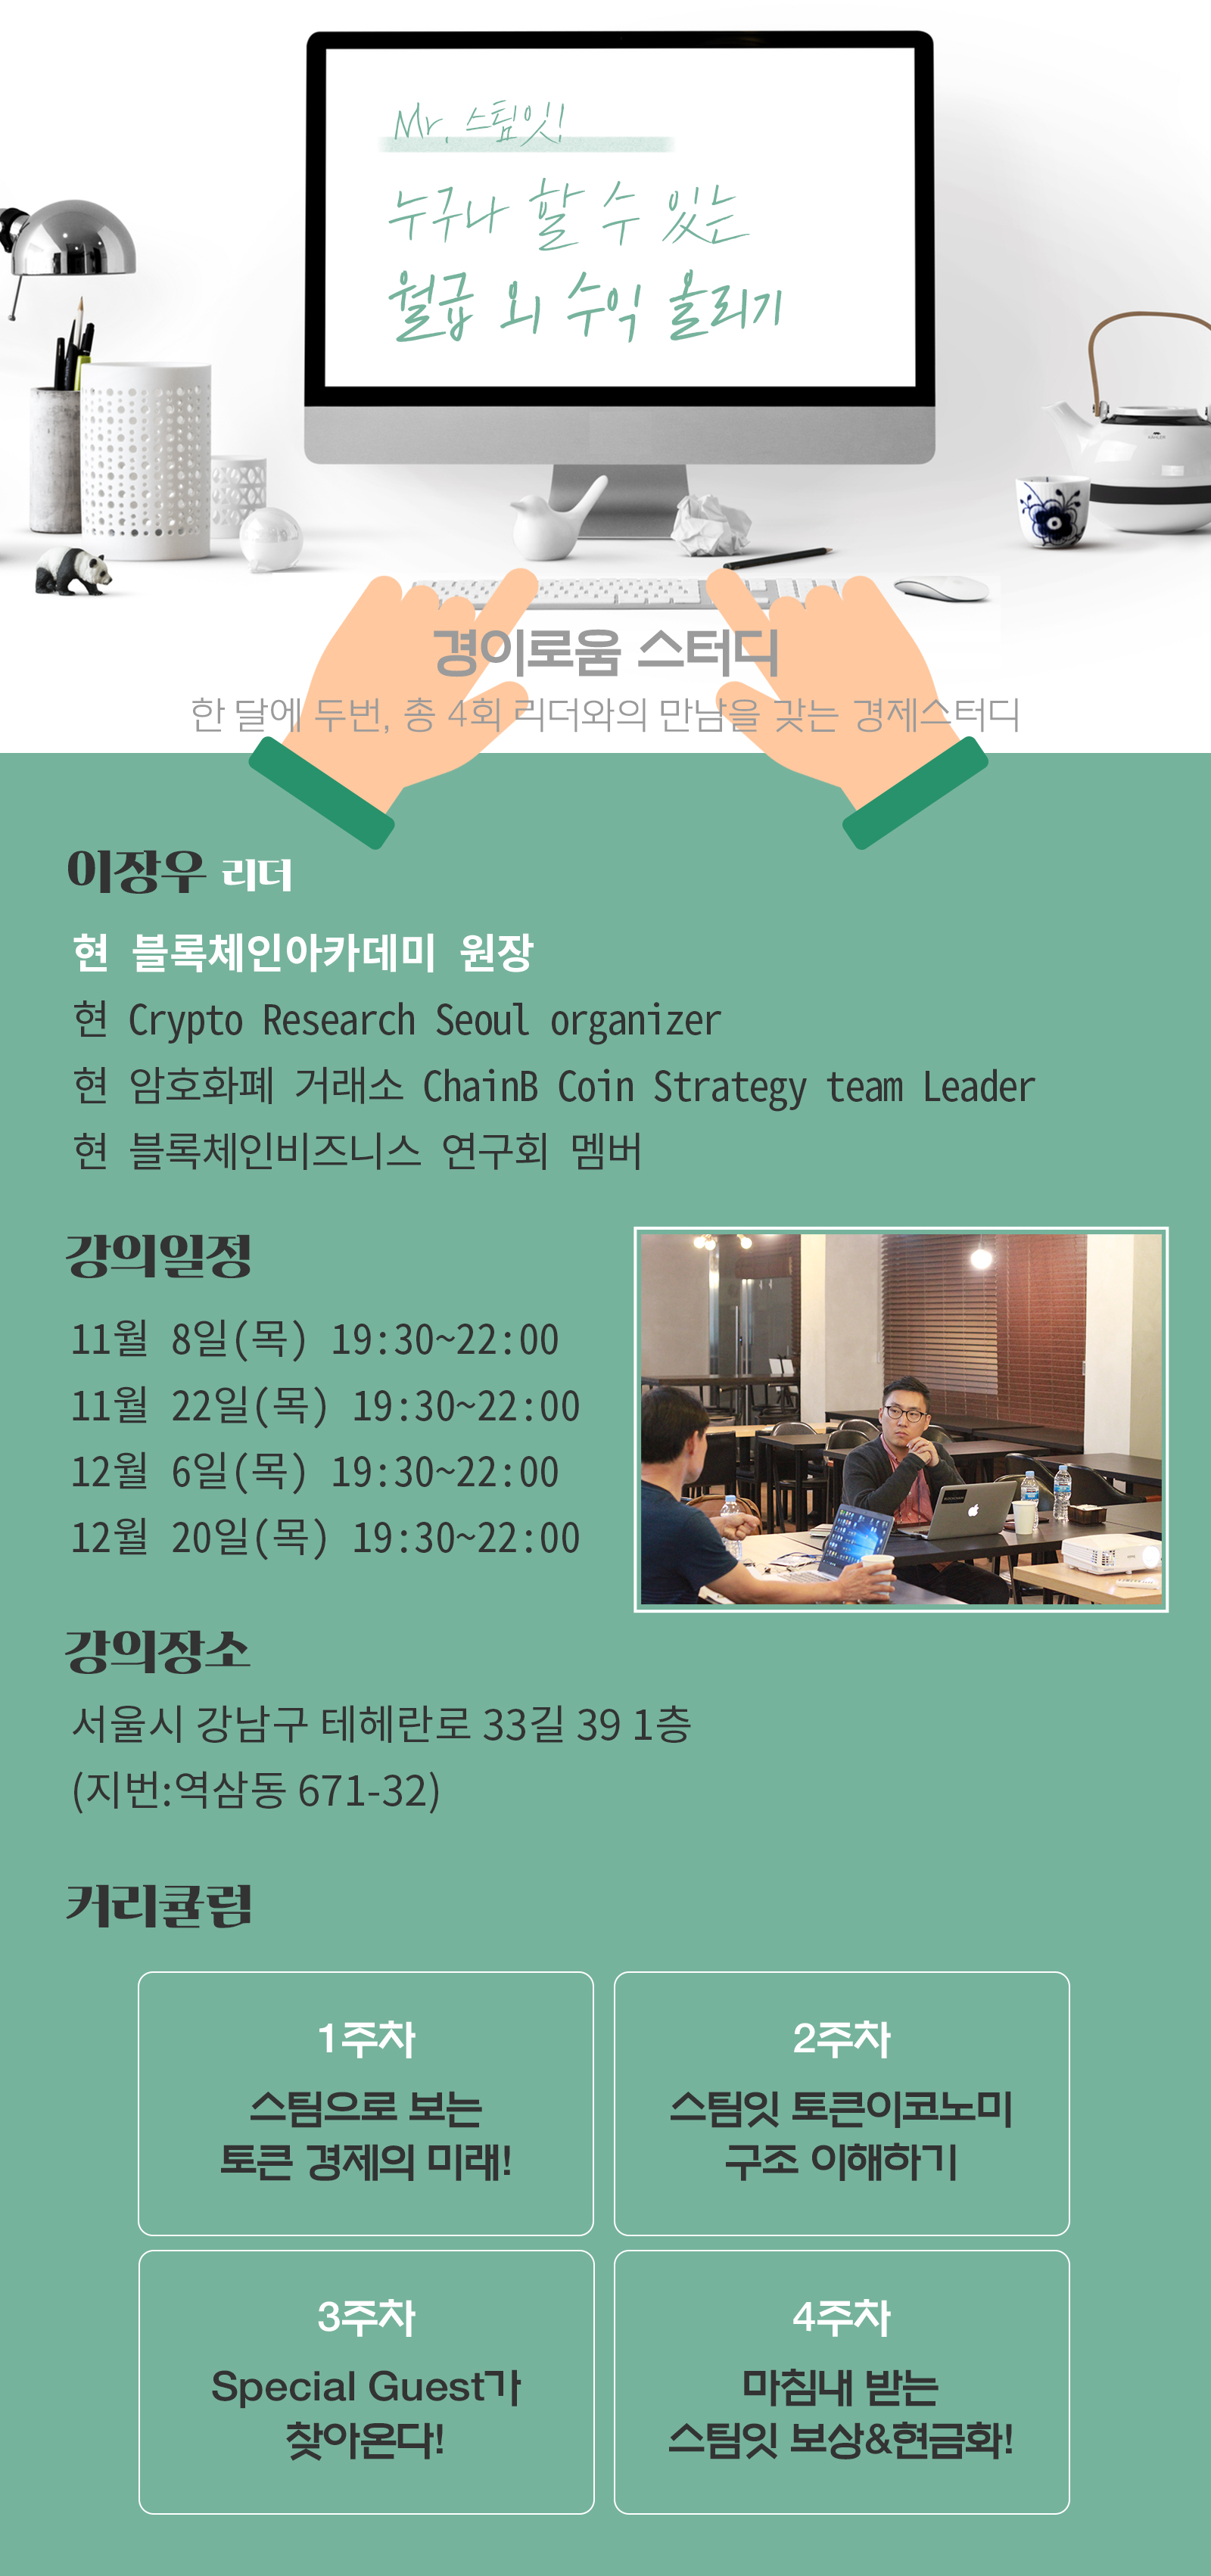 Mr. 스팀잇!
누구나 할 수 있는
월급 외 수익 올리기
경이로움 스터디
한 달에 두번, 총 4회 리더와의 만남을 갖는 경제스터디
이장우 리더
현 블록체인아카데미 원장
현 Crypto Research Seoul organizer
현 암호화폐 거래소 ChainB Coin Strategy team Leader
현 블록체인비즈니스 연구회 멤버
강의일정
11월 8일(목) 19:30~22:00
11월 22일(목) 19:30~22:00
12월 6일(목) 19:30~22:00
12월 20일(목) 19:30~22:00
강의장소
서울시 강남구 테헤란로 33길 39 1층
(지번:역삼동 671-32)
커리큘럼
1주차
스팀으로 보는
토큰 경제의 미래!
2주차
스팀잇 토큰이코노미
구조 이해하기
3주차
Special Guest가
찾아온다!
4주차
마침내 받는
스팀잇 보상&현금화!